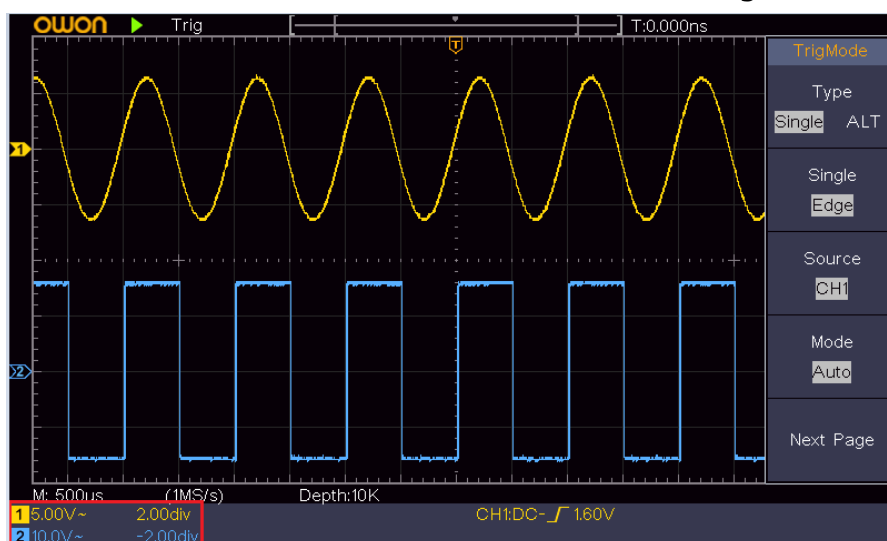 owon Trig T:0.000ns
T
TrigMode
Type
Single ALT
1
Single
Edge
Source
CH1
Mode
2
Auto
Next Page
M: 500us (1MS/s) Depth:10K
1 5.00V~ 2.00div CH1:DC- 1.60V
2 10.0V~ -2.00div